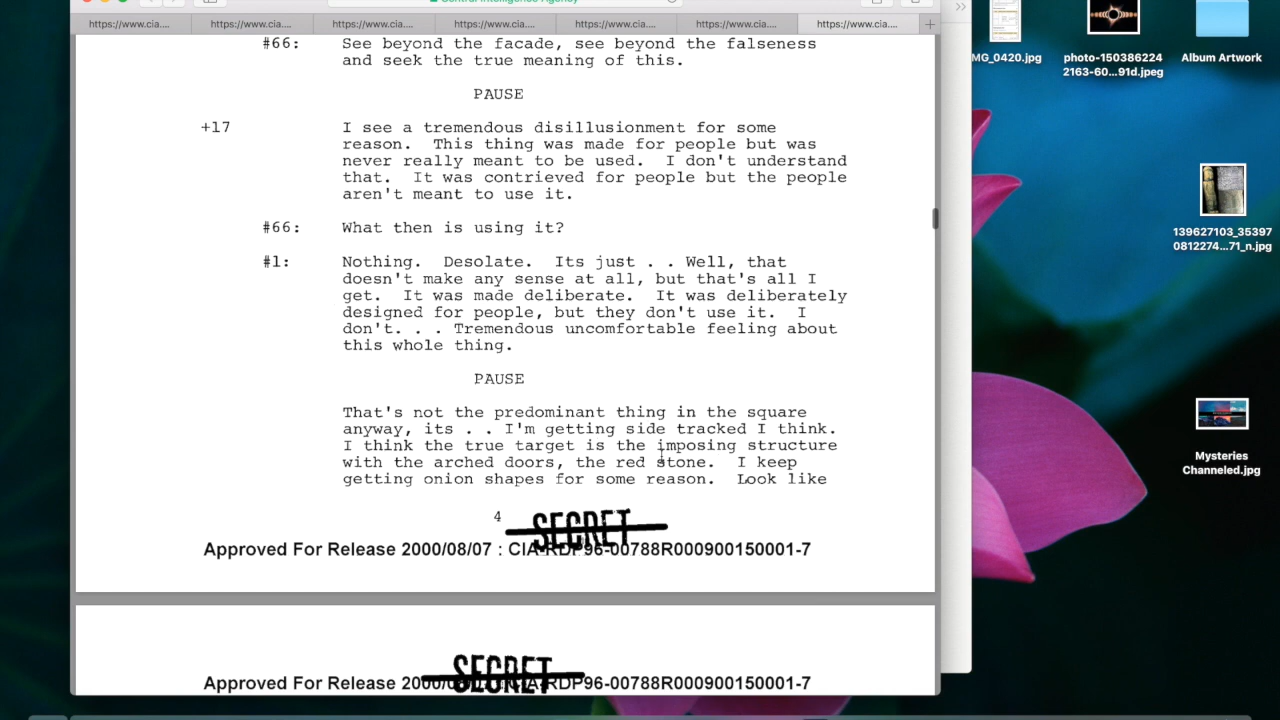 Central Intelligence Agency
https://www.cia.... https://www.cia.... https://www.cia.... https://www.cia.... https://www.cia.... https://www.cia.... https://www.cia....
#66: See beyond the facade, see beyond the falseness
and seek the true meaning of this.
PAUSE
+17 I see a tremendous disillusionment for some
reason. This thing was made for people but was
never really meant to be used. I don't understand
that. It was contrieved for people but the people
aren't meant to use it.
#66: What then is using it?
#1: Nothing. Desolate. Its just . . Well, that
doesn't make any sense at all, but that's all I
get. It was made deliberate. It was deliberately
designed for people, but they don't use it. I
don't. . . Tremendous uncomfortable feeling about
this whole thing.
PAUSE
That's not the predominant thing in the square
anyway, its . . I'm getting side tracked I think.
I think the true target is the imposing structure
with the arched doors, the red stone. I keep
getting onion shapes for some reason. Look like
4
SECRET
Approved For Release 2000/08/07 : CIA-RDP96-00788R000900150001-7
SECRET
Approved For Release 2000/08/07 : CIA-RDP96-00788R000900150001-7
MG_0420.jpg
photo-150386224
2163-60...91d.jpeg
Album Artwork
139627103_35397
0812274...71_n.jpg
Mysteries
Channeled.jpg